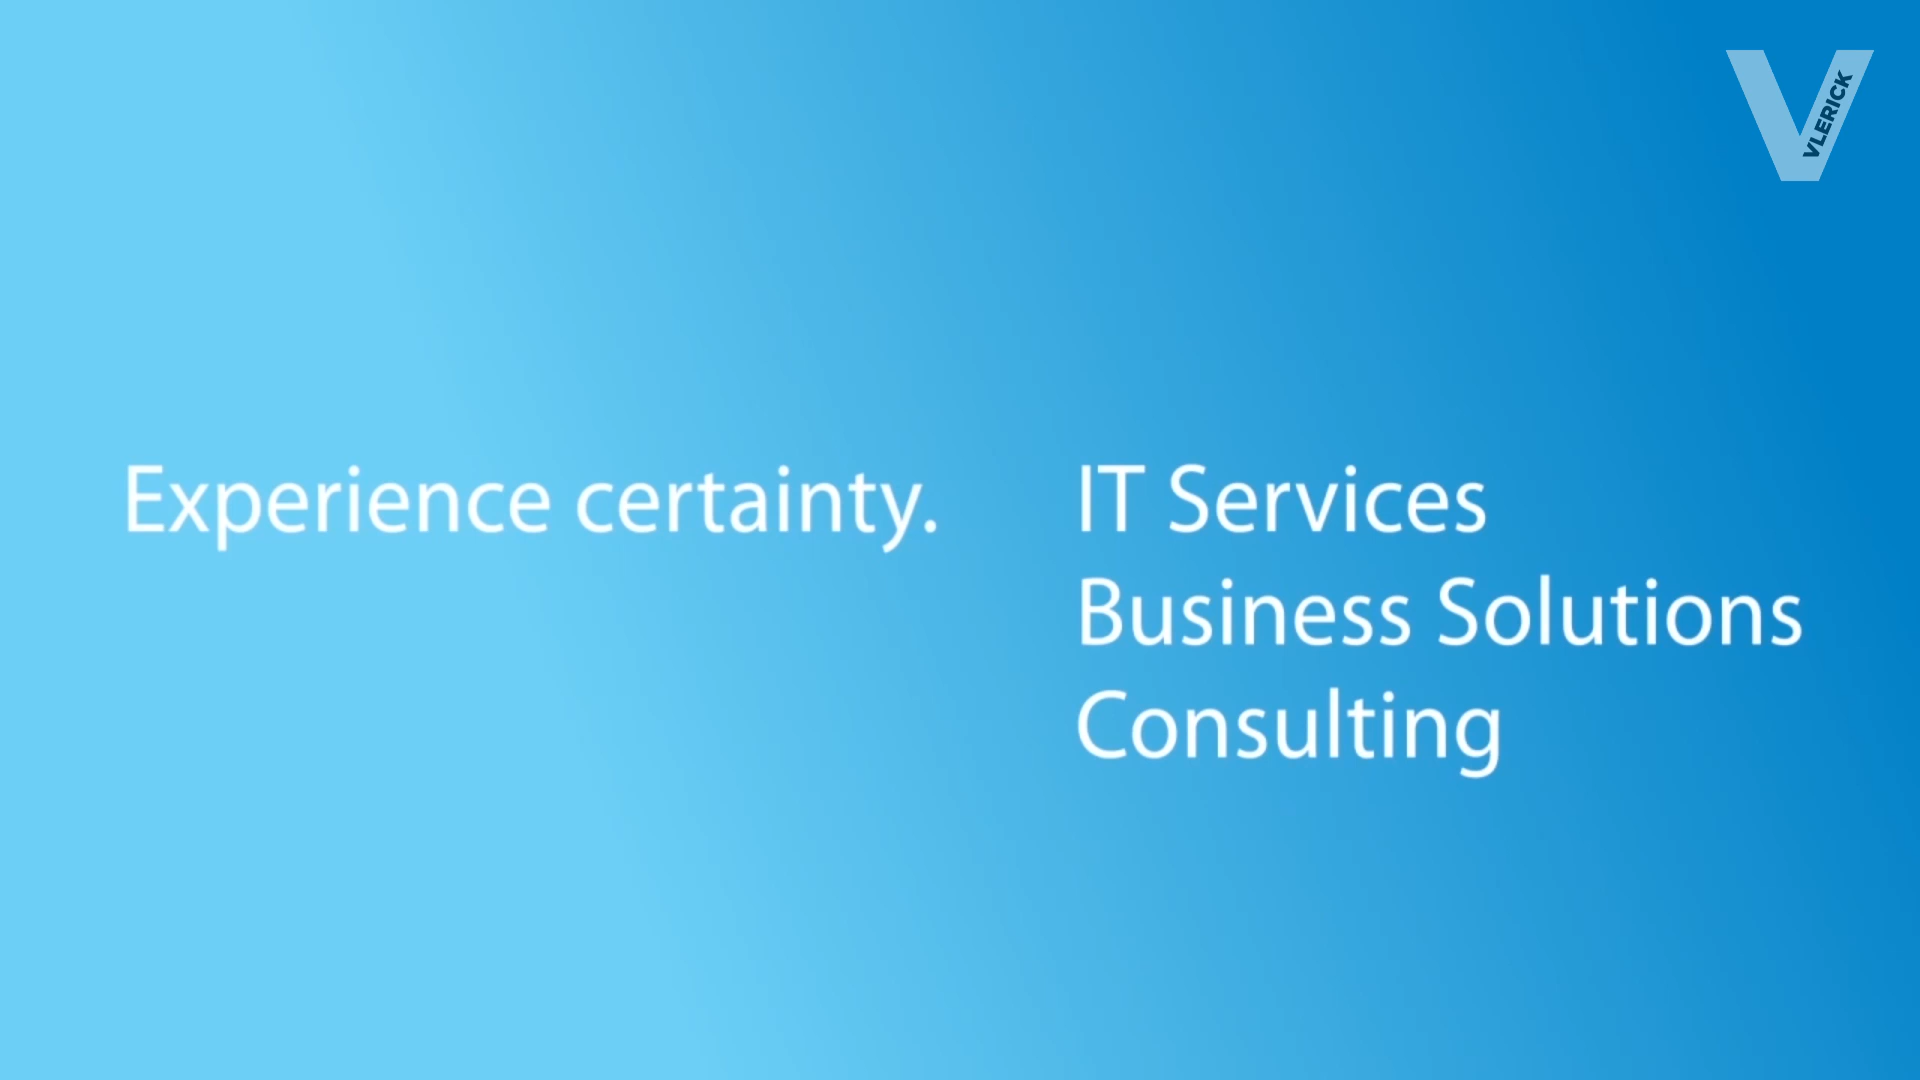 VLERICK
Experience certainty.
IT Services
Business Solutions
Consulting